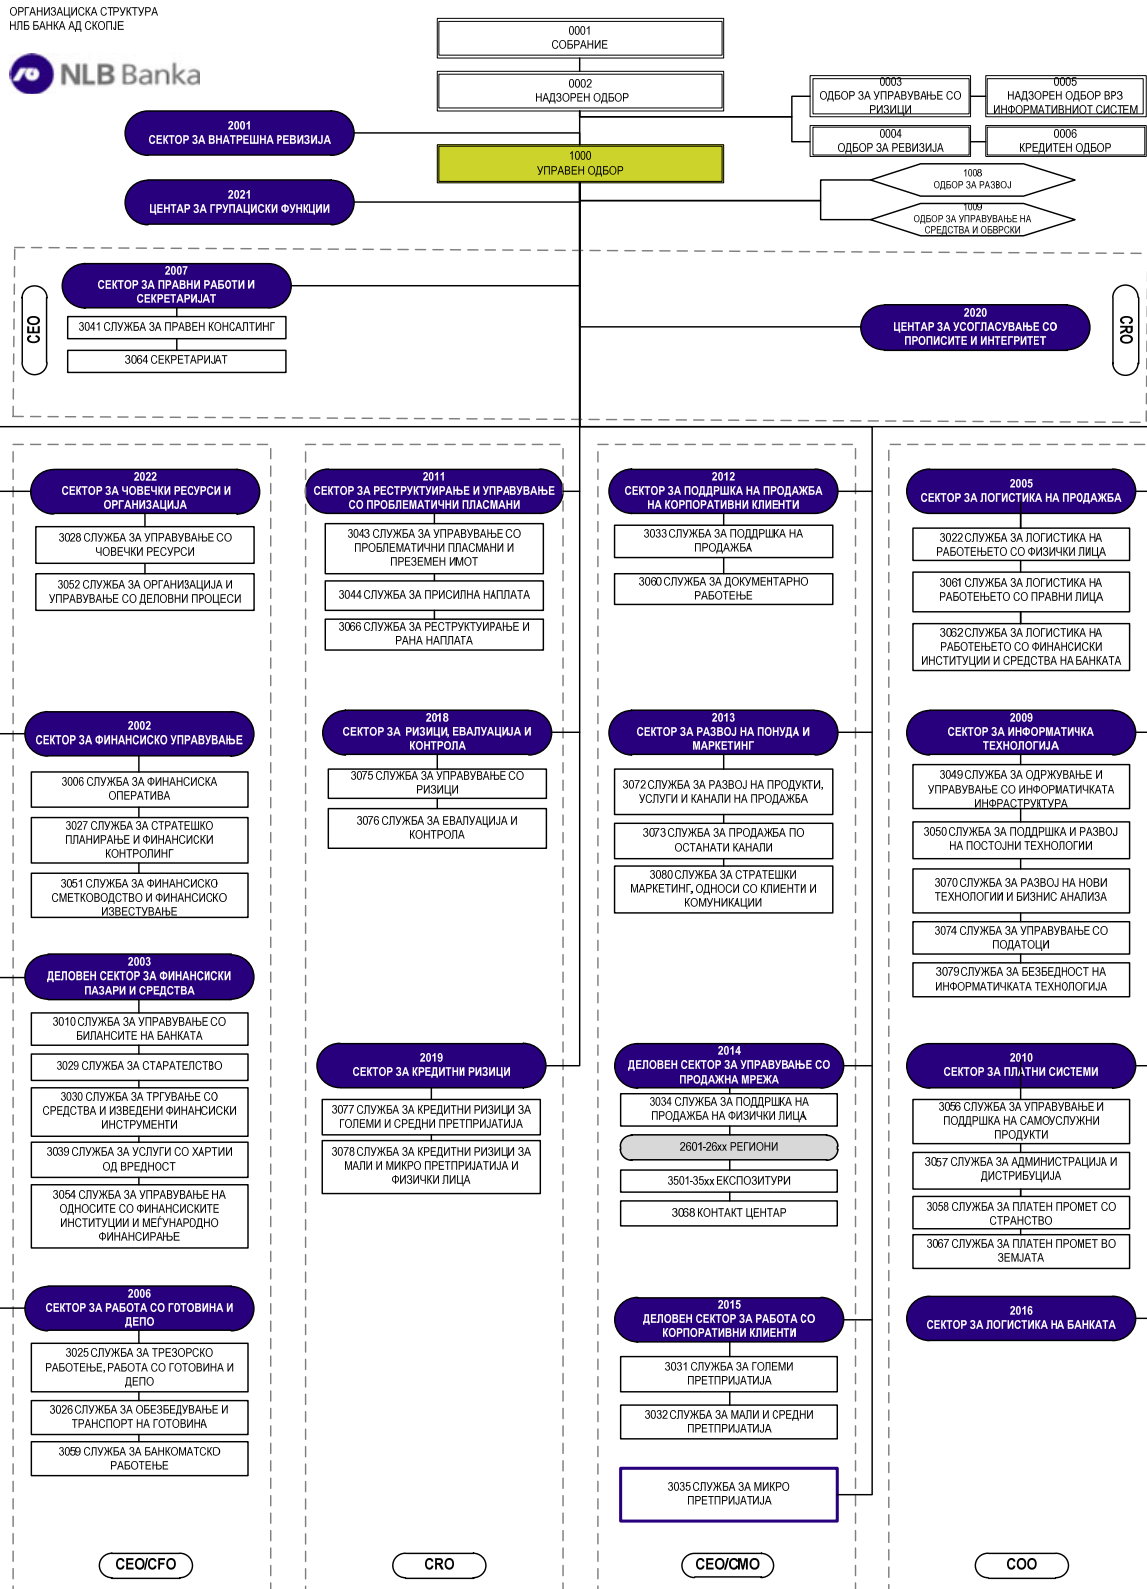 ОРГАНИЗАЦИСКА СТРУКТУРА
НЛБ БАНКА АД СКОПЈЕ
NLB Banka
0001
СОБРАНИЕ
0002
НАДЗОРЕН ОДБОР
0003
ОДБОР ЗА УПРАВУВАЊЕ СО
РИЗИЦИ
0005
НАДЗОРЕН ОДБОР ВРЗ
ИНФОРМАТИВНИОТ СИСТЕМ
0004
ОДБОР ЗА РЕВИЗИЈА
0006
КРЕДИТЕН ОДБОР
2001
СЕКТОР ЗА ВНАТРЕШНА РЕВИЗИЈА
1000
УПРАВЕН ОДБОР
1008
ОДБОР ЗА РАЗВОЈ
2021
ЦЕНТАР ЗА ГРУПАЦИСКИ ФУНКЦИИ
1009
ОДБОР ЗА УПРАВУВАЊЕ НА
СРЕДСТВА И ОБВРСКИ
CEO
2007
СЕКТОР ЗА ПРАВНИ РАБОТИ И
СЕКРЕТАРИЈАТ
3041 СЛУЖБА ЗА ПРАВЕН КОНСАЛТИНГ
3064 СЕКРЕТАРИЈАТ
2020
ЦЕНТАР ЗА УСОГЛАСУВАЊЕ СО
ПРОПИСИТЕ И ИНТЕГРИТЕТ
CRO
2022
СЕКТОР ЗА ЧОВЕЧКИ РЕСУРСИ И
ОРГАНИЗАЦИЈА
3028 СЛУЖБА ЗА УПРАВУВАЊЕ СО
ЧОВЕЧКИ РЕСУРСИ
3052 СЛУЖБА ЗА ОРГАНИЗАЦИЈА И
УПРАВУВАЊЕ СО ДЕЛОВНИ ПРОЦЕСИ
2002
СЕКТОР ЗА ФИНАНСИСКО УПРАВУВАЊЕ
3006 СЛУЖБА ЗА ФИНАНСИСКА
ОПЕРАТИВА
3027 СЛУЖБА ЗА СТРАТЕШКО
ПЛАНИРАЊЕ И ФИНАНСИСКИ
КОНТРОЛИНГ
3051 СЛУЖБА ЗА ФИНАНСИСКО
СМЕТКОВОДСТВО И ФИНАНСИСКО
ИЗВЕСТУВАЊЕ
2003
ДЕЛОВЕН СЕКТОР ЗА ФИНАНСИСКИ
ПАЗАРИ И СРЕДСТВА
3010 СЛУЖБА ЗА УПРАВУВАЊЕ СО
БИЛАНСИТЕ НА БАНКАТА
3029 СЛУЖБА ЗА СТАРАТЕЛСТВО
3030 СЛУЖБА ЗА ТРГУВАЊЕ СО
СРЕДСТВА И ИЗВЕДЕНИ ФИНАНСИСКИ
ИНСТРУМЕНТИ
3039 СЛУЖБА ЗА УСЛУГИ СО ХАРТИИ
ОД ВРЕДНОСТ
3054 СЛУЖБА ЗА УПРАВУВАЊЕ НА
ОДНОСИТЕ СО ФИНАНСИСКИТЕ
ИНСТИТУЦИИ И МЕЃУНАРОДНО
ФИНАНСИРАЊЕ
2006
СЕКТОР ЗА РАБОТА СО ГОТОВИНА И
ДЕПО
3025 СЛУЖБА ЗА ТРЕЗОРСКО
РАБОТЕЊЕ, РАБОТА СО ГОТОВИНА И
ДЕПО
3026 СЛУЖБА ЗА ОБЕЗБЕДУВАЊЕ И
ТРАНСПОРТ НА ГОТОВИНА
3059 СЛУЖБА ЗА БАНКОМАТСКО
РАБОТЕЊЕ
CEO/CFO
2011
СЕКТОР ЗА РЕСТРУКТУИРАЊЕ И УПРАВУВАЊЕ
СО ПРОБЛЕМАТИЧНИ ПЛАСМАНИ
3043 СЛУЖБА ЗА УПРАВУВАЊЕ СО
ПРОБЛЕМАТИЧНИ ПЛАСМАНИ И
ПРЕЗЕМЕН ИМОТ
3044 СЛУЖБА ЗА ПРИСИЛНА НАПЛАТА
3066 СЛУЖБА ЗА РЕСТРУКТУИРАЊЕ И
РАНА НАПЛАТА
2018
СЕКТОР ЗА РИЗИЦИ, ЕВАЛУАЦИЈА И
КОНТРОЛА
3075 СЛУЖБА ЗА УПРАВУВАЊЕ СО
РИЗИЦИ
3076 СЛУЖБА ЗА ЕВАЛУАЦИЈА И
КОНТРОЛА
2019
СЕКТОР ЗА КРЕДИТНИ РИЗИЦИ
3077 СЛУЖБА ЗА КРЕДИТНИ РИЗИЦИ ЗА
ГОЛЕМИ И СРЕДНИ ПРЕТПРИЈАТИЈА
3078 СЛУЖБА ЗА КРЕДИТНИ РИЗИЦИ ЗА
МАЛИ И МИКРО ПРЕТПРИЈАТИЈА И
ФИЗИЧКИ ЛИЦА
CRO
2012
СЕКТОР ЗА ПОДДРШКА НА ПРОДАЖБА
НА КОРПОРАТИВНИ КЛИЕНТИ
3033 СЛУЖБА ЗА ПОДДРШКА НА
ПРОДАЖБА
3060 СЛУЖБА ЗА ДОКУМЕНТАРНО
РАБОТЕЊЕ
2013
СЕКТОР ЗА РАЗВОЈ НА ПОНУДА И
МАРКЕТИНГ
3072 СЛУЖБА ЗА РАЗВОЈ НА ПРОДУКТИ,
УСЛУГИ И КАНАЛИ НА ПРОДАЖБА
3073 СЛУЖБА ЗА ПРОДАЖБА ПО
ОСТАНАТИ КАНАЛИ
3080 СЛУЖБА ЗА СТРАТЕШКИ
МАРКЕТИНГ, ОДНОСИ СО КЛИЕНТИ И
КОМУНИКАЦИИ
2014
ДЕЛОВЕН СЕКТОР ЗА УПРАВУВАЊЕ СО
ПРОДАЖНА МРЕЖА
3034 СЛУЖБА ЗА ПОДДРШКА НА
ПРОДАЖБА НА ФИЗИЧКИ ЛИЦА
2601-26xx РЕГИОНИ
3501-35xx ЕКСПОЗИТУРИ
3068 КОНТАКТ ЦЕНТАР
2015
ДЕЛОВЕН СЕКТОР ЗА РАБОТА СО
КОРПОРАТИВНИ КЛИЕНТИ
3031 СЛУЖБА ЗА ГОЛЕМИ
ПРЕТПРИЈАТИЈА
3032 СЛУЖБА ЗА МАЛИ И СРЕДНИ
ПРЕТПРИЈАТИЈА
3035 СЛУЖБА ЗА МИКРО
ПРЕТПРИЈАТИЈА
CEO/CMO
2005
СЕКТОР ЗА ЛОГИСТИКА НА ПРОДАЖБА
3022 СЛУЖБА ЗА ЛОГИСТИКА НА
РАБОТЕЊЕТО СО ФИЗИЧКИ ЛИЦА
3061 СЛУЖБА ЗА ЛОГИСТИКА НА
РАБОТЕЊЕТО СО ПРАВНИ ЛИЦА
3062 СЛУЖБА ЗА ЛОГИСТИКА НА
РАБОТЕЊЕТО СО ФИНАНСИСКИ
ИНСТИТУЦИИ И СРЕДСТВА НА БАНКАТА
2009
СЕКТОР ЗА ИНФОРМАТИЧКА
ТЕХНОЛОГИЈА
3049 СЛУЖБА ЗА ОДРЖУВАЊЕ И
УПРАВУВАЊЕ СО ИНФОРМАТИЧКАТА
ИНФРАСТРУКТУРА
3050 СЛУЖБА ЗА ПОДДРШКА И РАЗВОЈ
НА ПОСТОЈНИ ТЕХНОЛОГИИ
3070 СЛУЖБА ЗА РАЗВОЈ НА НОВИ
ТЕХНОЛОГИИ И БИЗНИС АНАЛИЗА
3074 СЛУЖБА ЗА УПРАВУВАЊЕ СО
ПОДАТОЦИ
3079 СЛУЖБА ЗА БЕЗБЕДНОСТ НА
ИНФОРМАТИЧКАТА ТЕХНОЛОГИЈА
2010
СЕКТОР ЗА ПЛАТНИ СИСТЕМИ
3056 СЛУЖБА ЗА УПРАВУВАЊЕ И
ПОДДРШКА НА САМОУСЛУЖНИ
ПРОДУКТИ
3057 СЛУЖБА ЗА АДМИНИСТРАЦИЈА И
ДИСТРИБУЦИЈА
3058 СЛУЖБА ЗА ПЛАТЕН ПРОМЕТ СО
СТРАНСТВО
3067 СЛУЖБА ЗА ПЛАТЕН ПРОМЕТ ВО
ЗЕМЈАТА
2016
СЕКТОР ЗА ЛОГИСТИКА НА БАНКАТА
COO